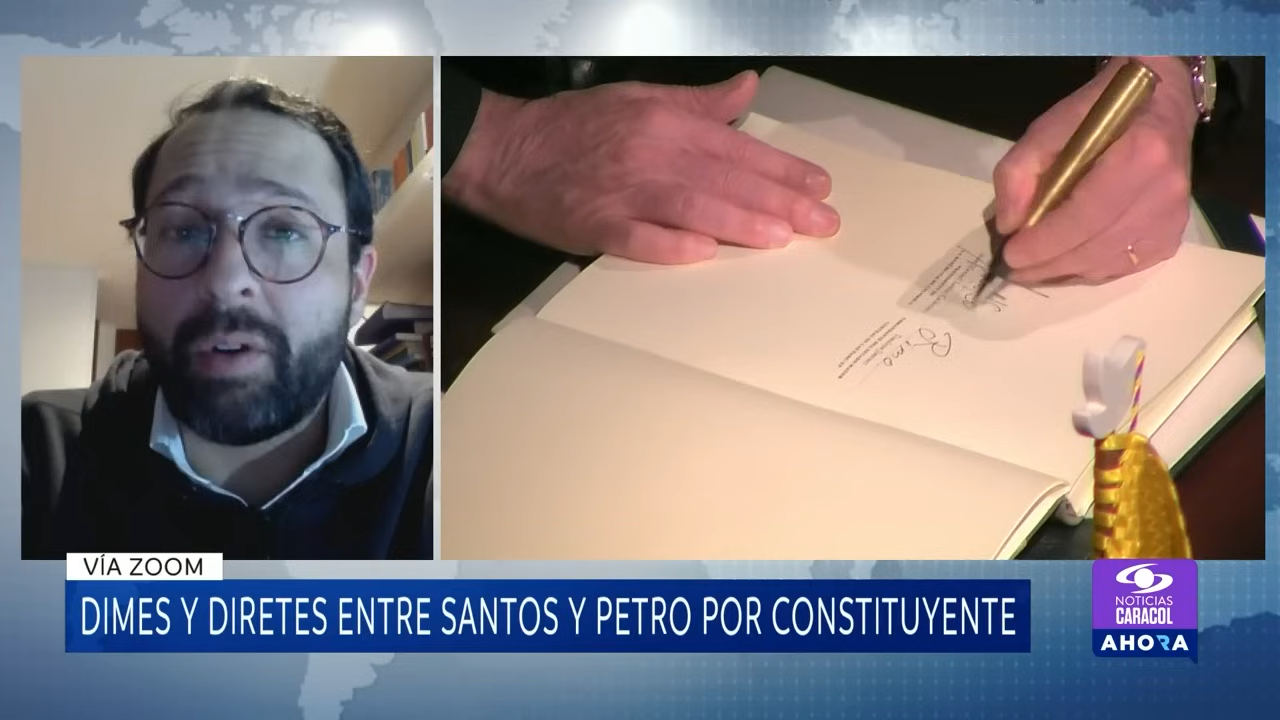 VÍA ZOOM
DIMES Y DIRETES ENTRE SANTOS Y PETRO POR CONSTITUYENTE
NOTICIAS
CARACOL
AHORA